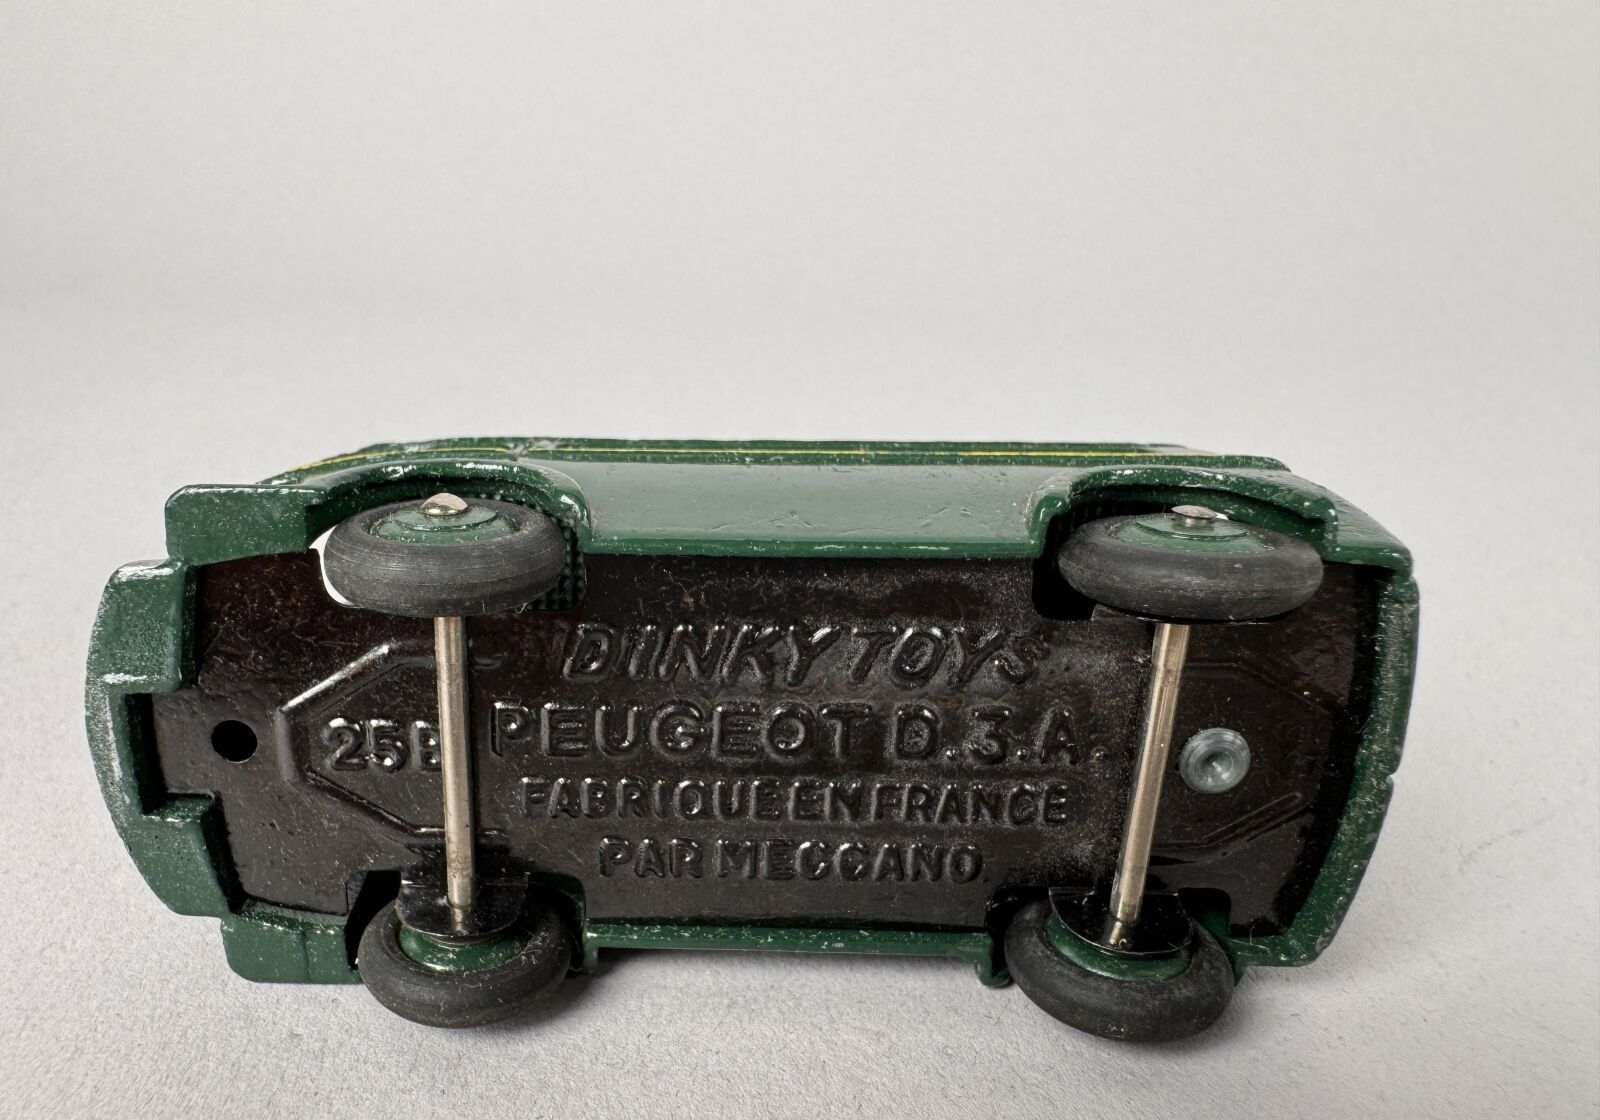 DINKY TOYS
25B PEUGEOT D.3.A.
FABRIQUE EN FRANCE
PAR MECCANO